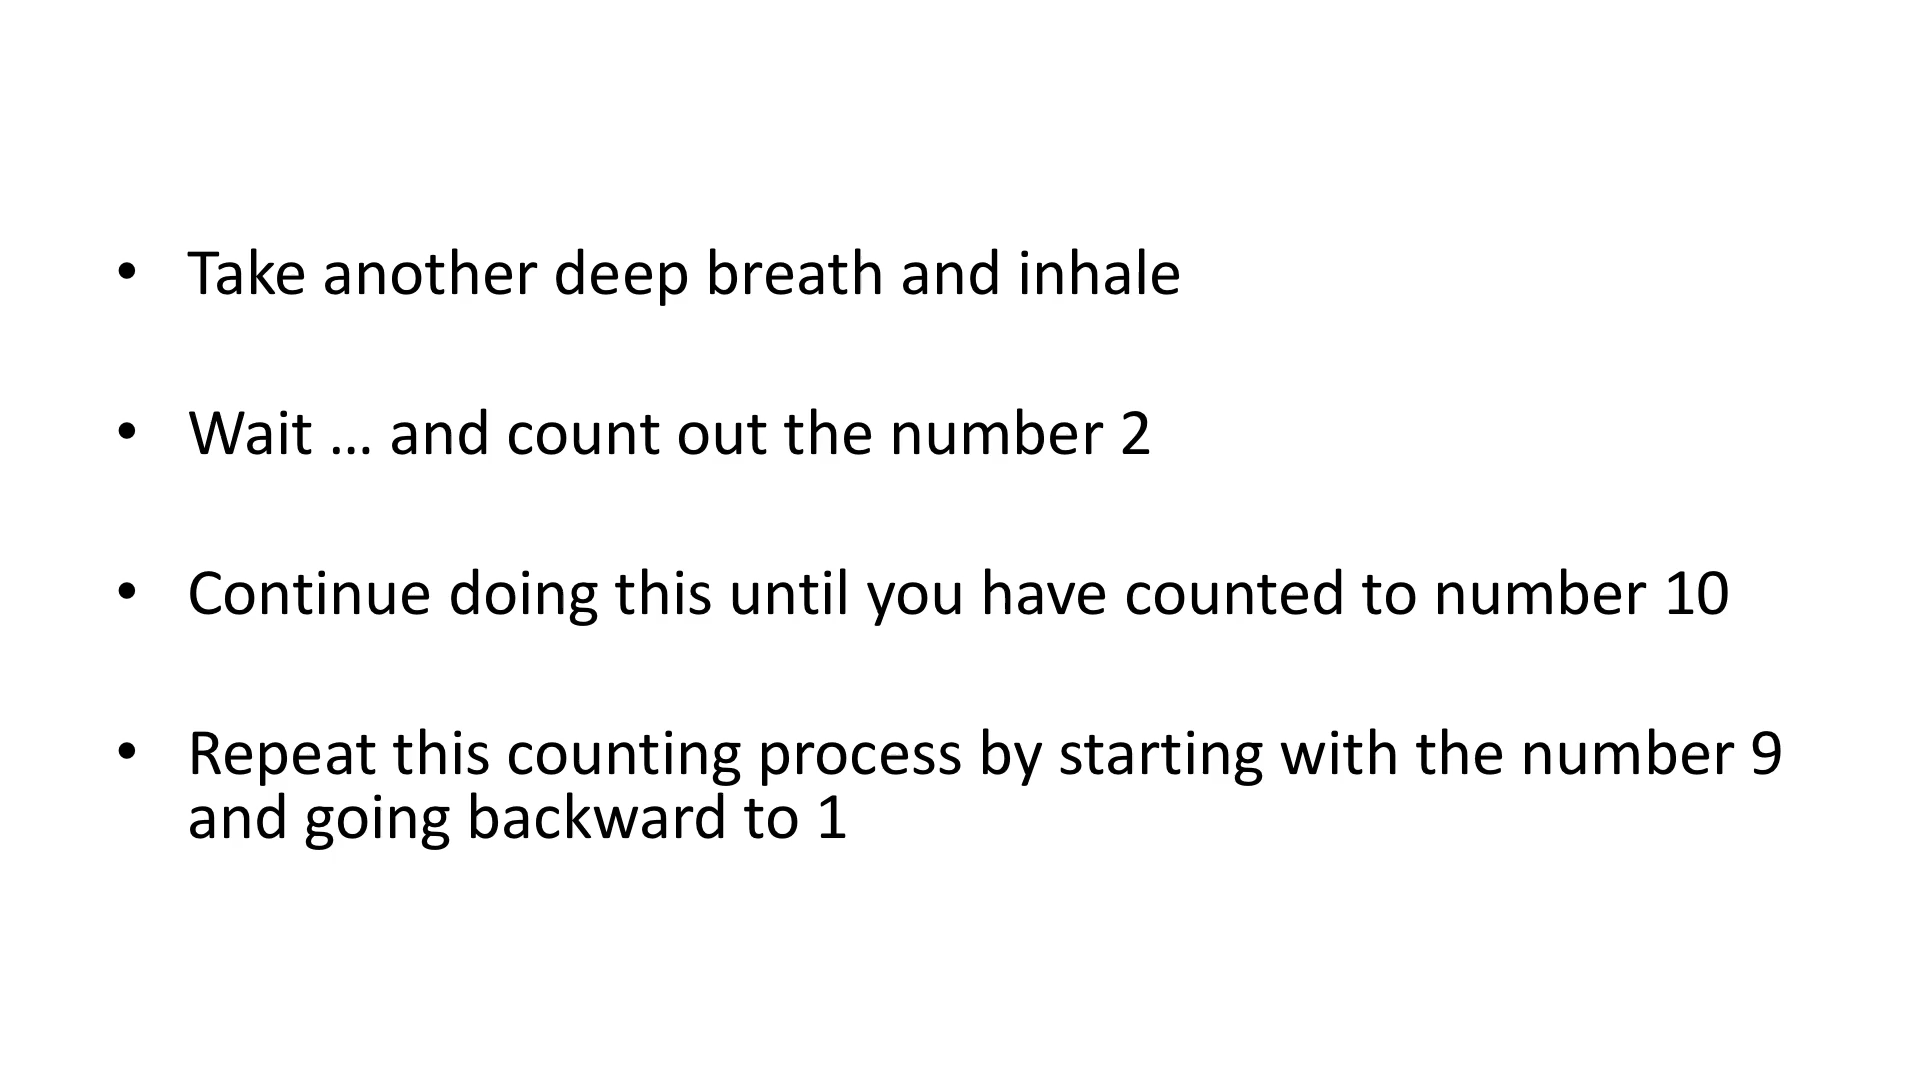 • Take another deep breath and inhale
• Wait … and count out the number 2
• Continue doing this until you have counted to number 10
• Repeat this counting process by starting with the number 9
and going backward to 1